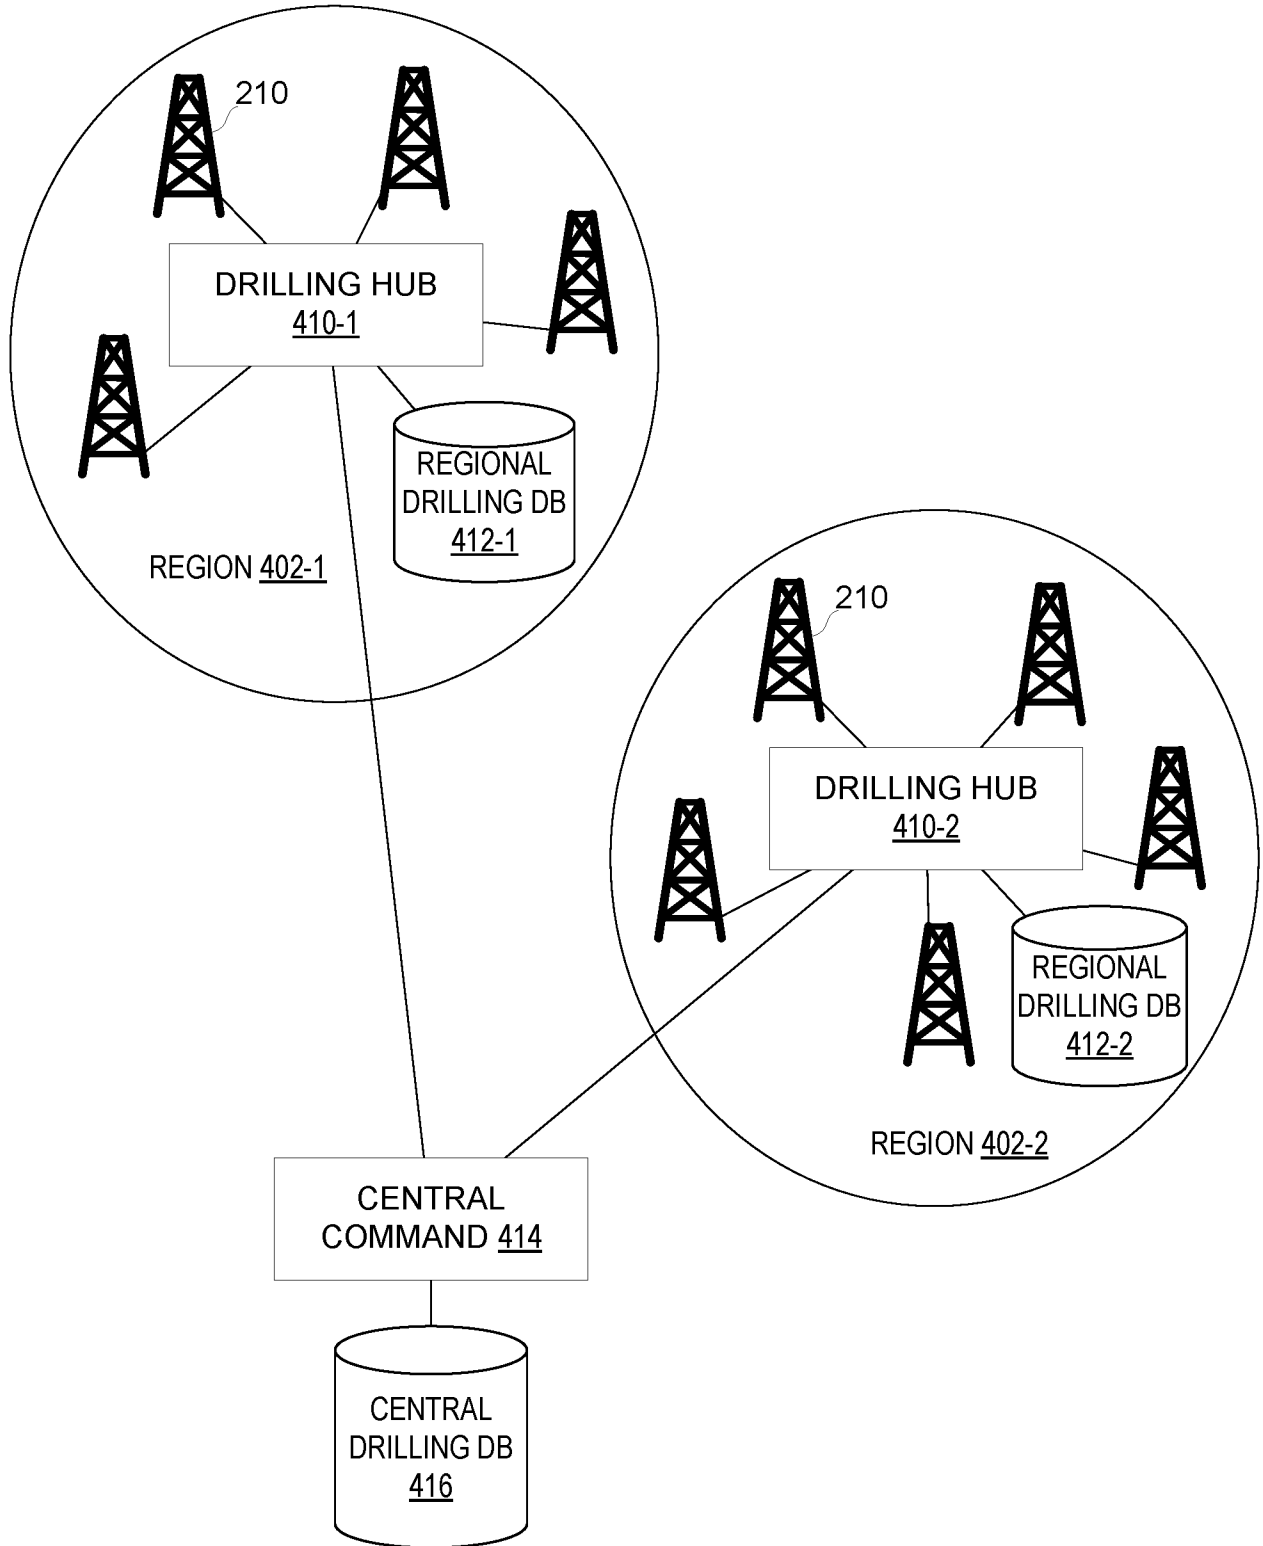 210
DRILLING HUB
410-1
REGIONAL
DRILLING DB
412-1
REGION 402-1
210
DRILLING HUB
410-2
REGIONAL
DRILLING DB
412-2
REGION 402-2
CENTRAL
COMMAND 414
CENTRAL
DRILLING DB
416